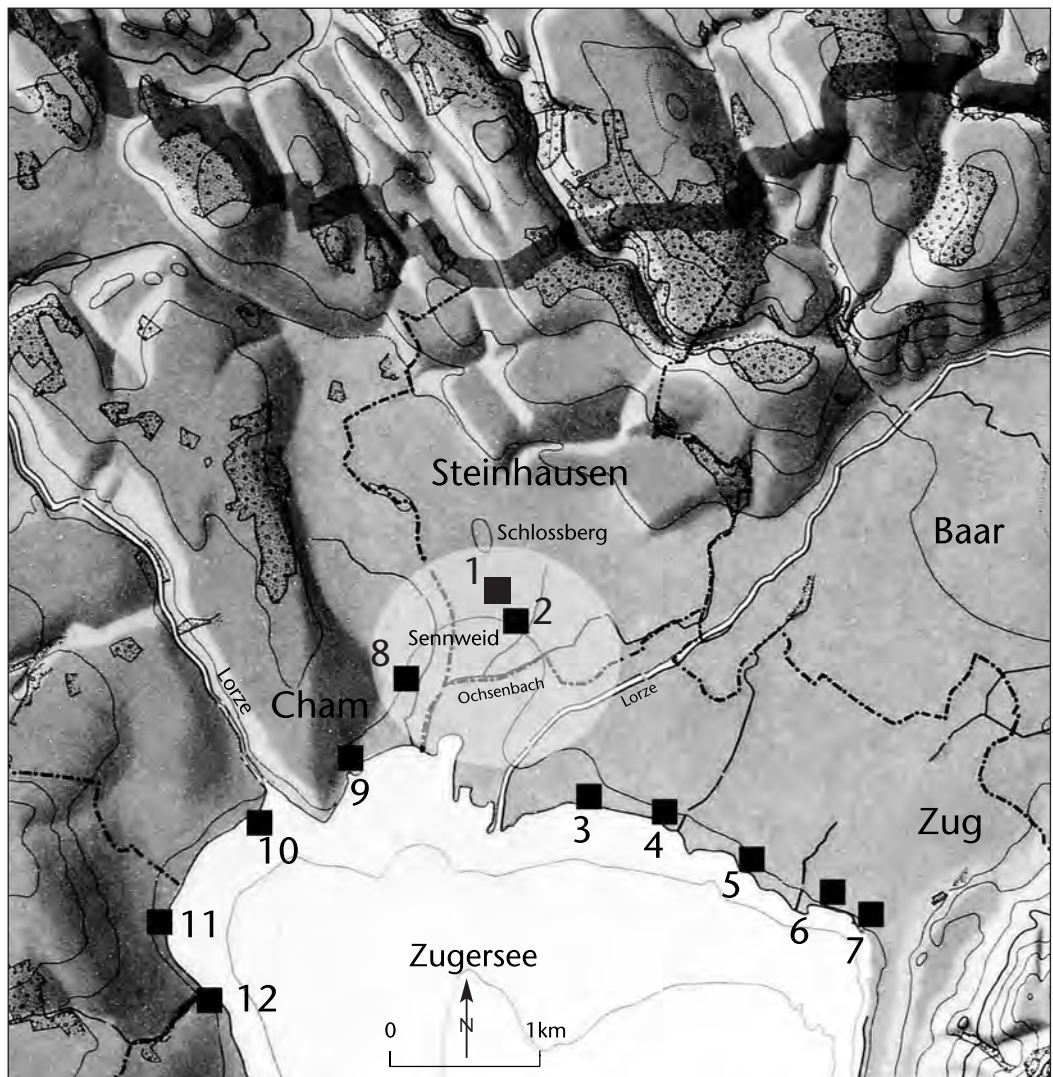 Steinhausen
Schlossberg
Baar
1
2
Sennweid
8
Ochsenbach
Lorze
Lorze
Cham
9
3
4
Zug
10
5
6
7
11
Zugersee
12
0
N
1km